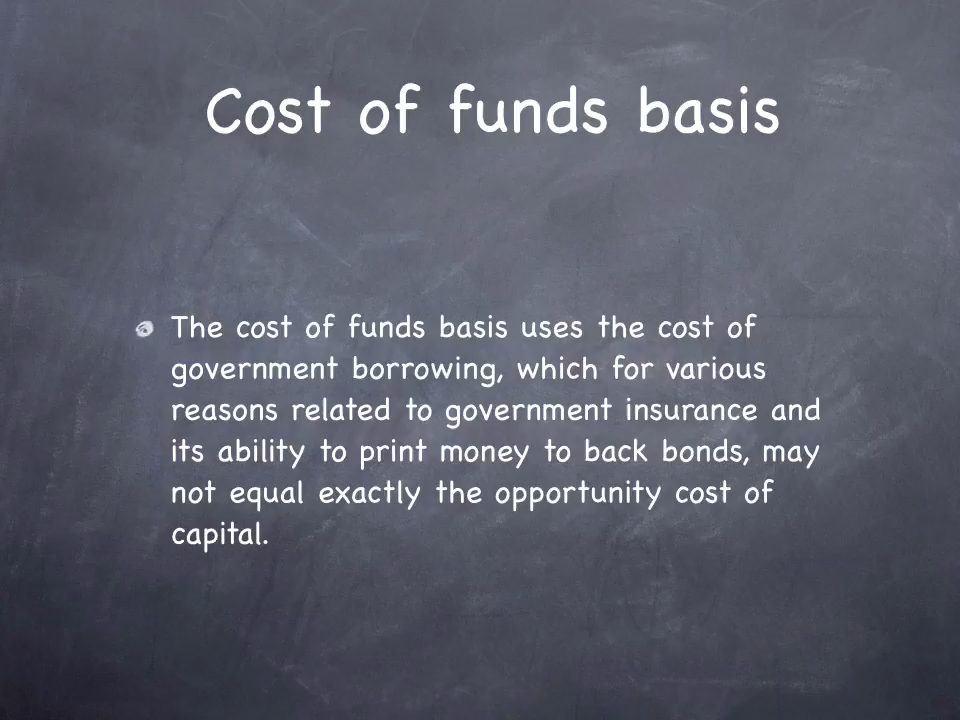 Cost of funds basis
The cost of funds basis uses the cost of
government borrowing, which for various
reasons related to government insurance and
its ability to print money to back bonds, may
not equal exactly the opportunity cost of
capital.